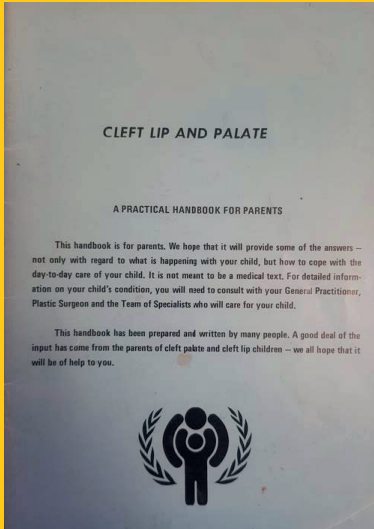 CLEFT LIP AND PALATE
A PRACTICAL HANDBOOK FOR PARENTS
This handbook is for parents. We hope that it will provide some of the answers —
not only with regard to what is happening with your child, but how to cope with the
day-to-day care of your child. It is not meant to be a medical text. For detailed inform-
ation on your child's condition, you will need to consult with your General Practitioner,
Plastic Surgeon and the Team of Specialists who will care for your child.
This handbook has been prepared and written by many people. A good deal of the
input has come from the parents of cleft palate and cleft lip children — we all hope that it
will be of help to you.